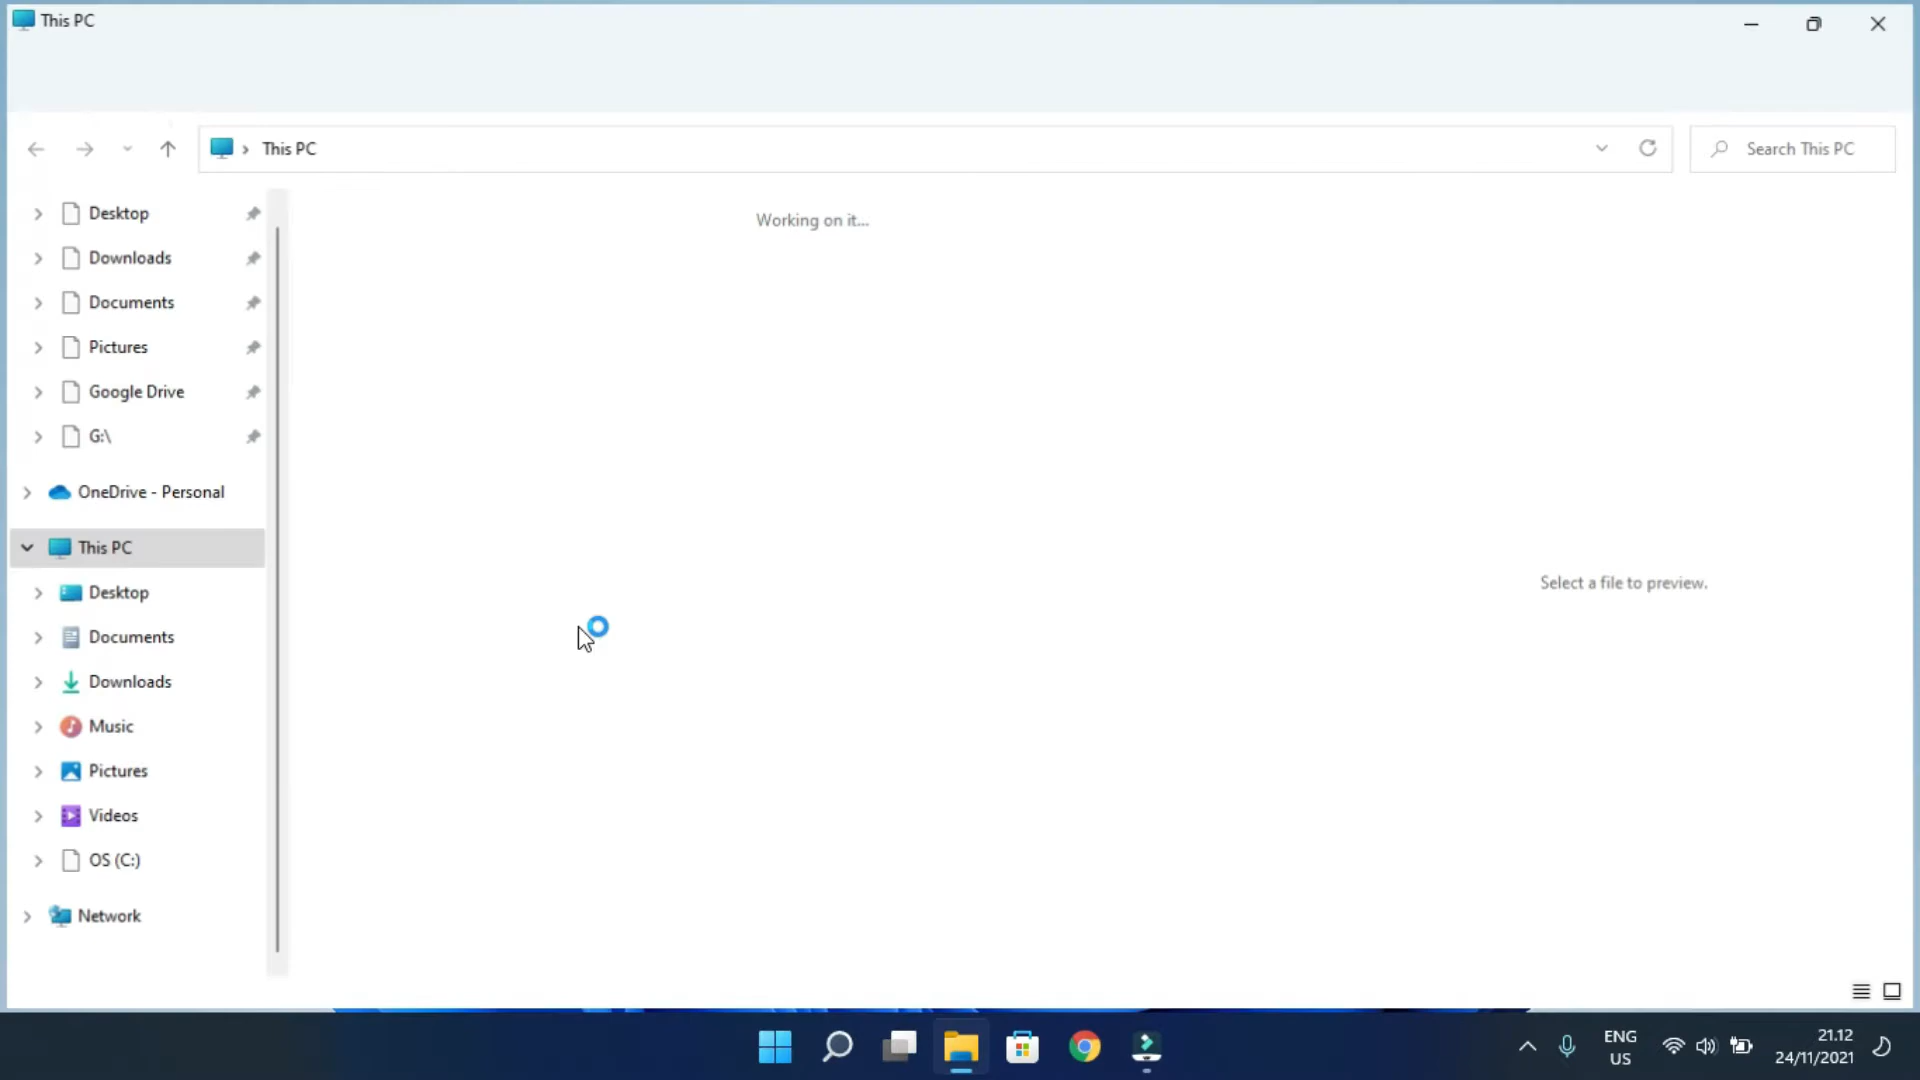 This PC
This PC
Search This PC
Desktop
Downloads
Documents
Pictures
Google Drive
G:\
OneDrive - Personal
This PC
Desktop
Documents
Downloads
Music
Pictures
Videos
OS (C:)
Network
Working on it...
Select a file to preview.
ENG
US
21.12
24/11/2021